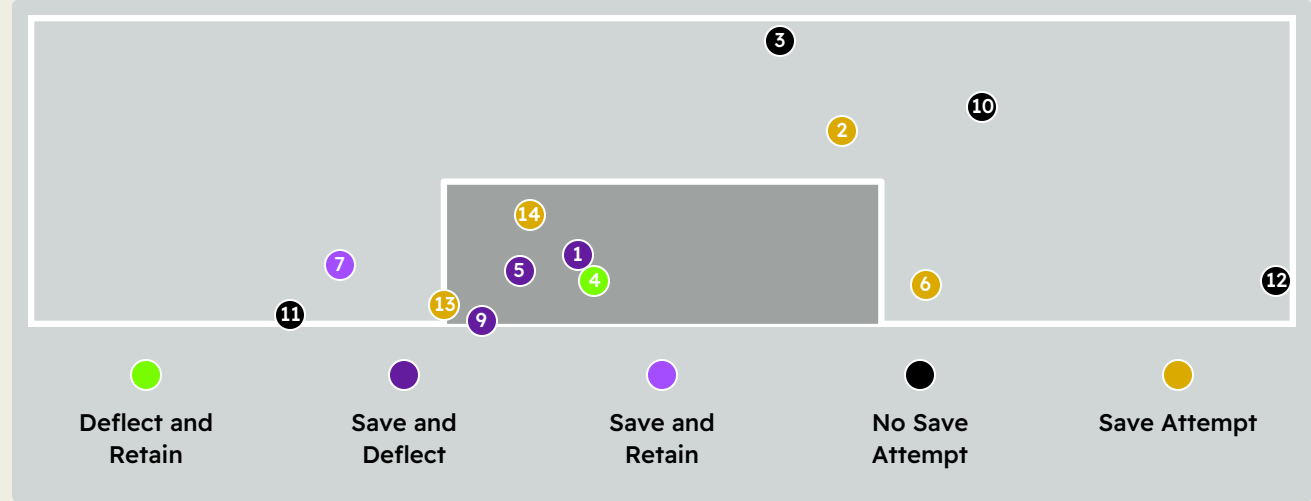 3
10
2
14
1
7
5
4
6
12
13
11
9
Deflect and
Retain
Save and
Deflect
Save and
Retain
No Save
Attempt
Save Attempt